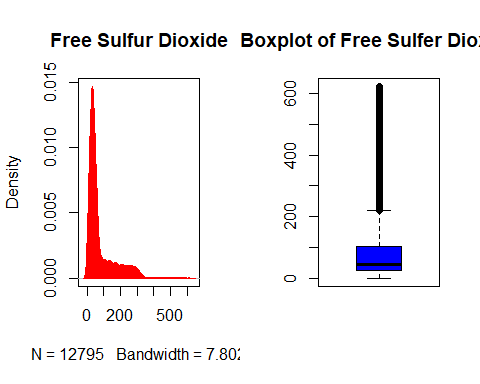 Free Sulfur Dioxide
Density
0.000 0.005 0.010 0.015
0 200 500
N = 12795 Bandwidth = 7.802
Boxplot of Free Sulfer Dio
0 200 400 600